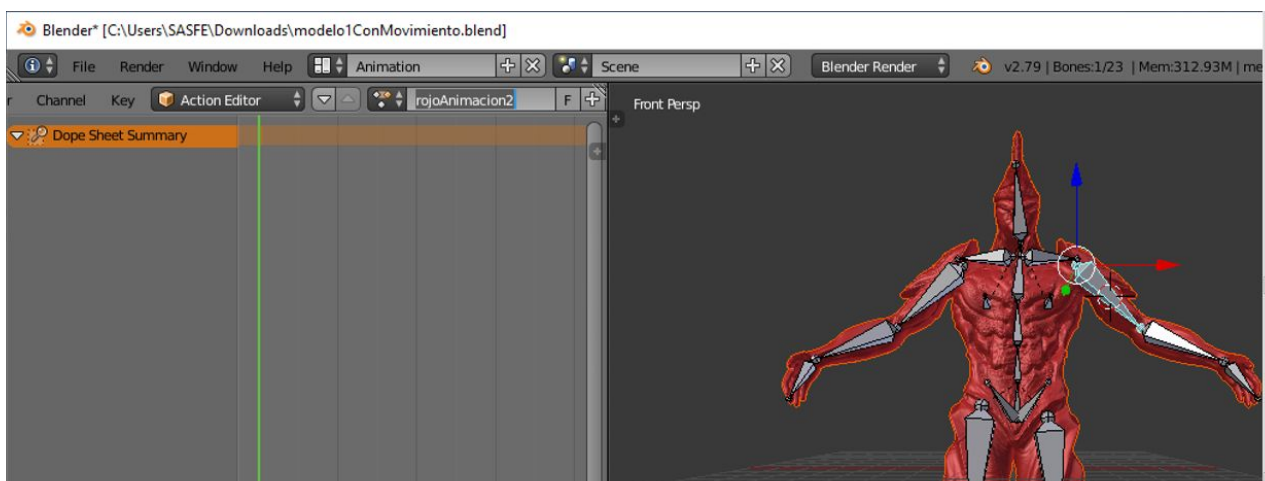 Blender* [C:\Users\SASFE\Downloads\modelo1ConMovimiento.blend]
File Render Window Help Animation Scene Blender Render v2.79 | Bones:1/23 | Mem:312.93M | me
r Channel Key Action Editor rojoAnimacion2 F
Front Persp
Dope Sheet Summary